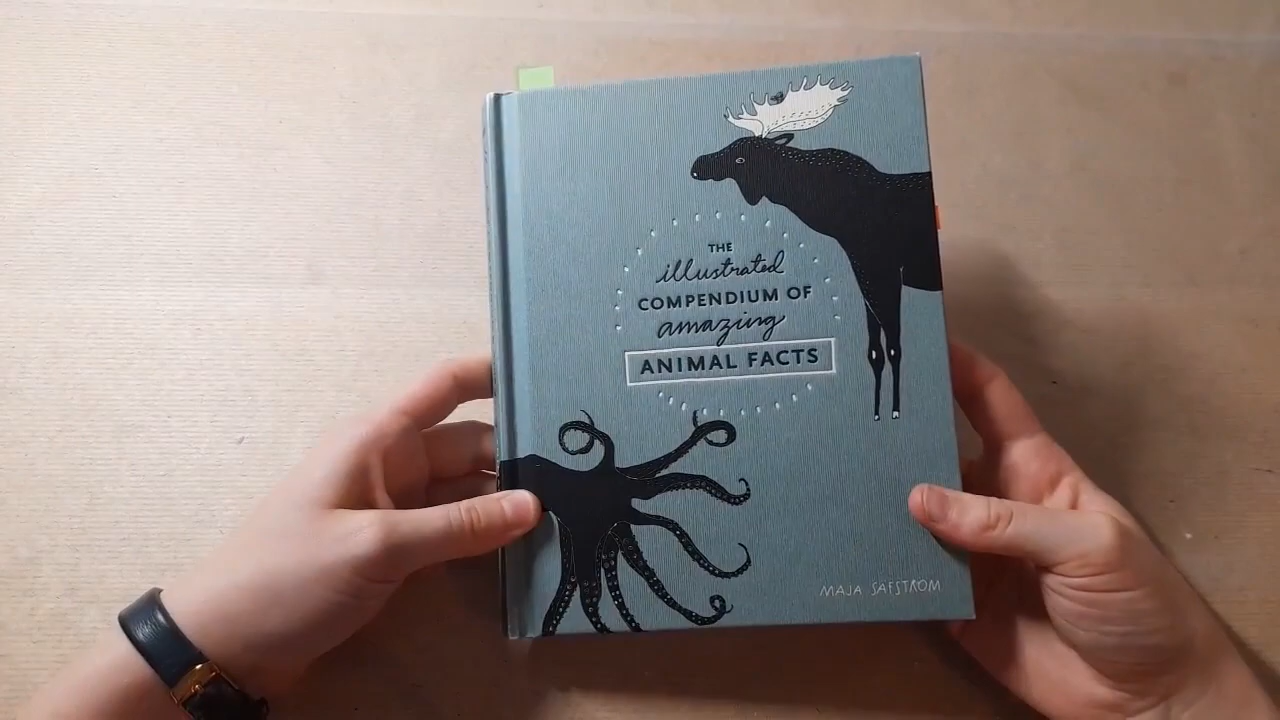 THE
illustrated
COMPENDIUM OF
amazing
ANIMAL FACTS
MAJA SÄFSTRÖM